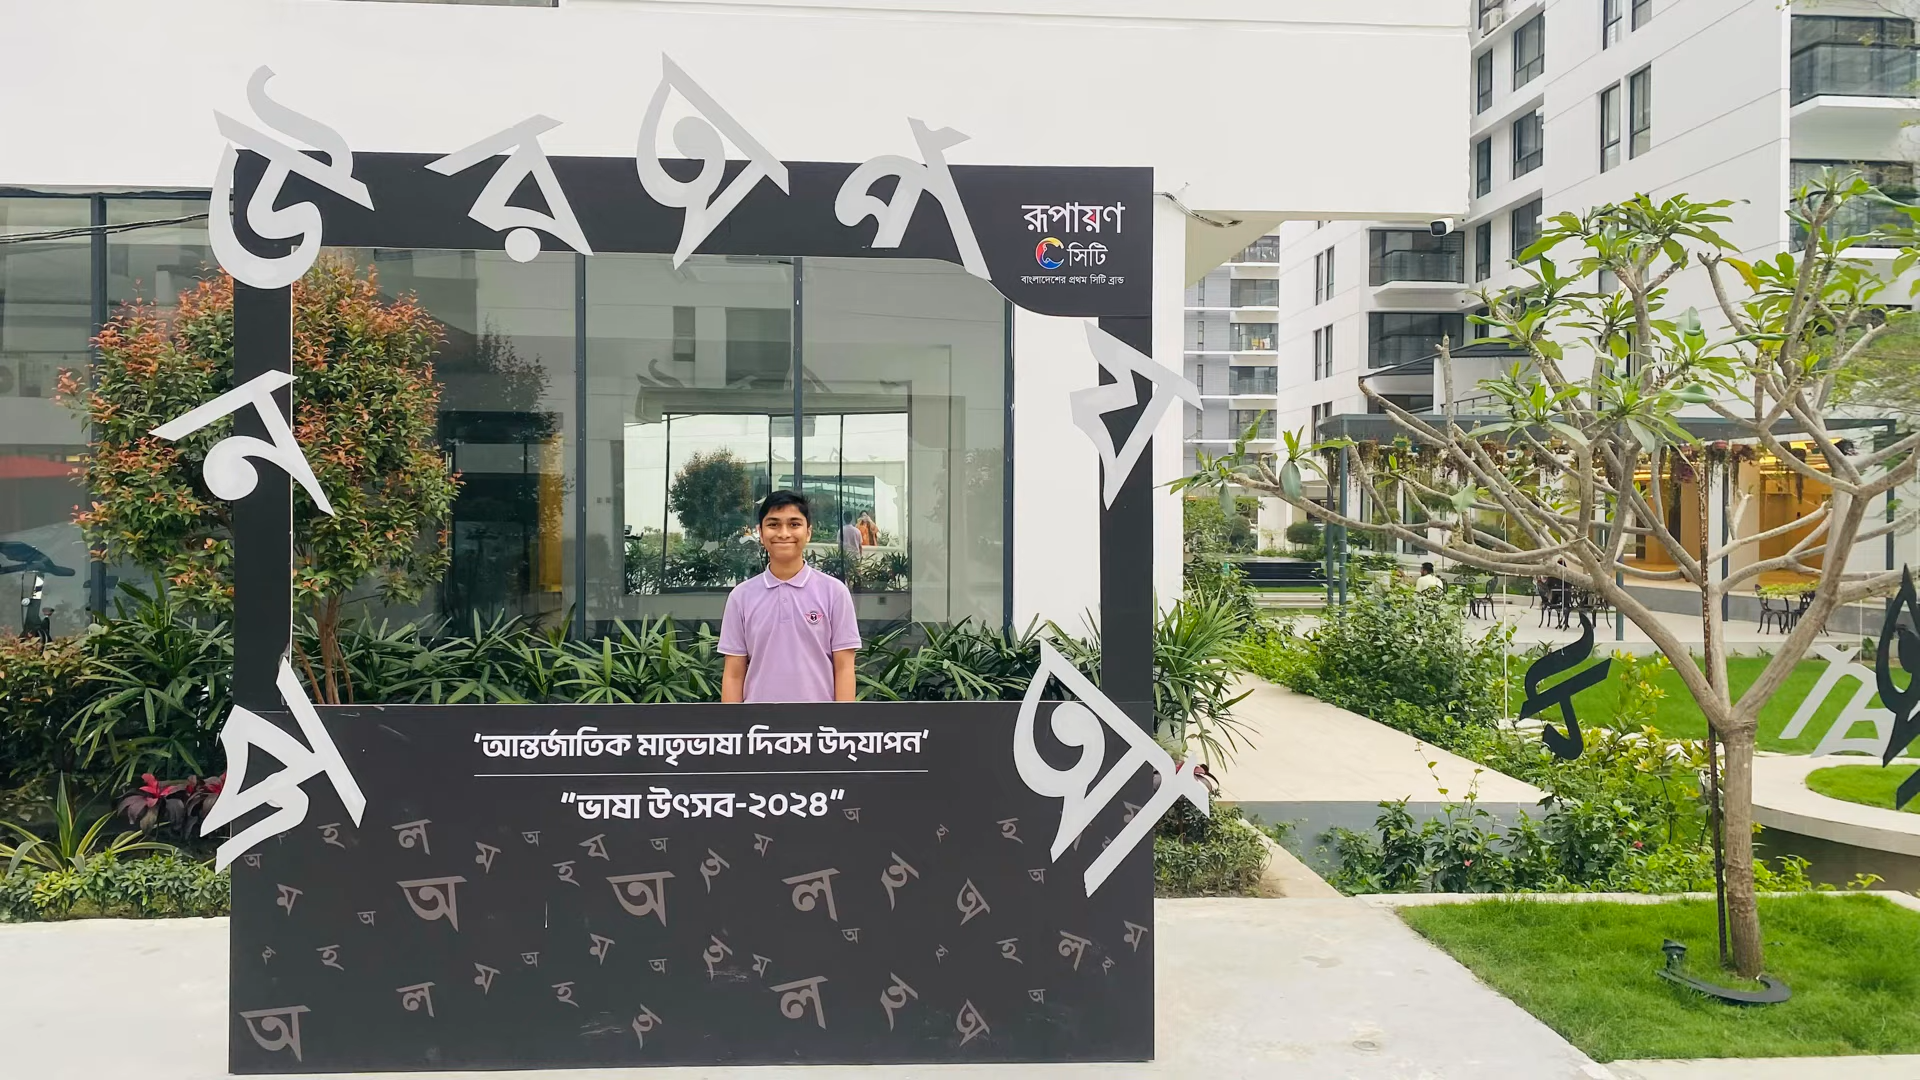 উ র অ প
রূপায়ণ
সিটি
বাংলাদেশের প্রথম সিটি ব্রান্ড
ন য
প আ
'আন্তর্জাতিক মাতৃভাষা দিবস উদ্‌যাপন'
"ভাষা উৎসব-২০২৪"
হ ল ম অ হ য অ ম অ হ
অ ম অ অ অ ল অ অ
হ ল ম অ হ ম অ ম অ হ ল ম
অ ল অ অ
ৎ